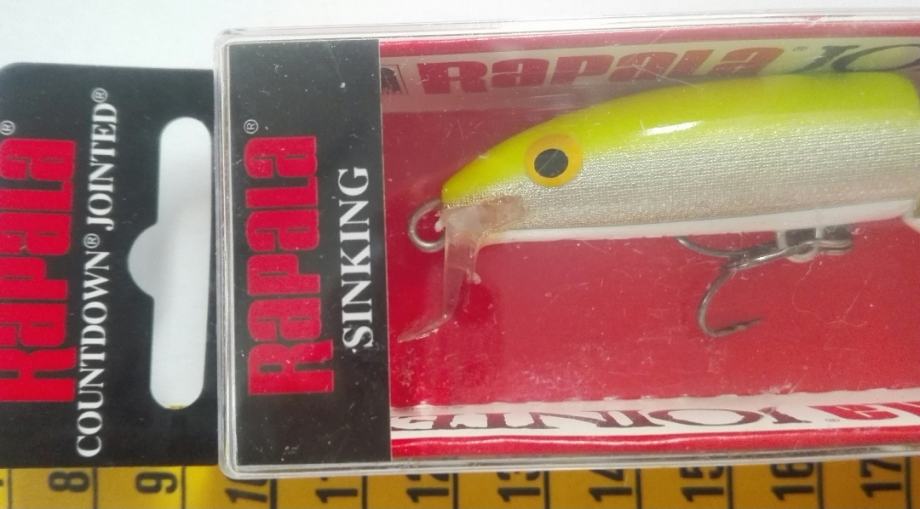 Rapala®
COUNTDOWN® JOINTED®
Rapala®
SINKING
RAPALA®
8
9
10
11
12
13
14
15
16
17